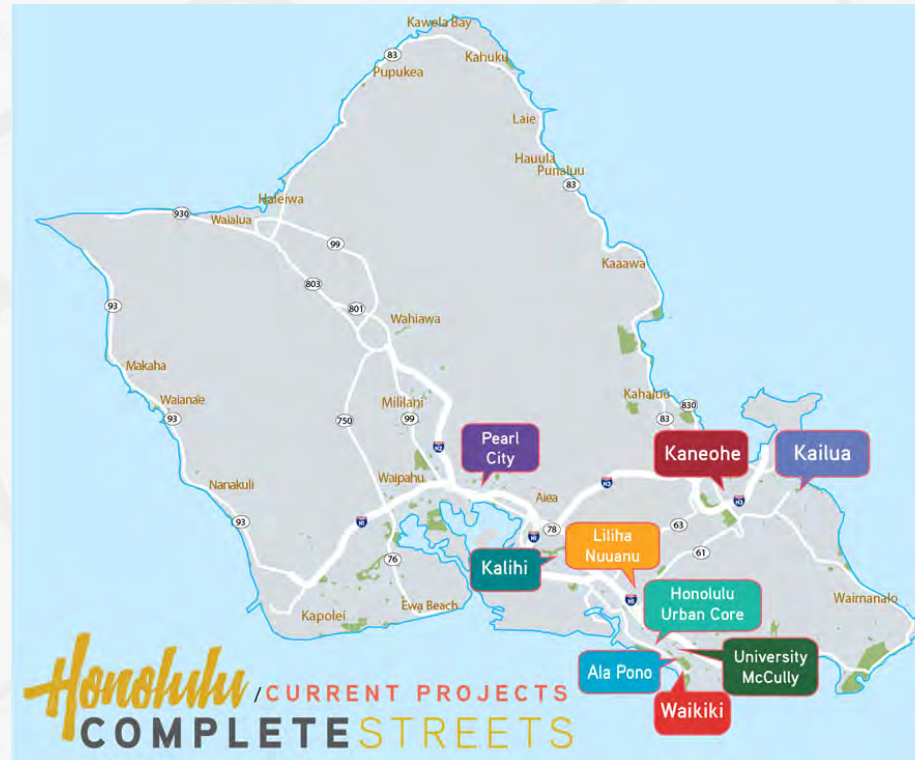 Kawela Bay
83
Kahuku
Pupukea
Laie
Hauula
Punaluu
83
Haleiwa
930
Waialua
99
Kaaawa
803
93
801
Wahiawa
Makaha
Kahaluu
Waianae
Mililani
830
93
750
99
83
Pearl
City
Kaneohe
Kailua
H2
Waipahu
Nanakuli
Aiea
H3
H3
93
H1
78
63
H1
Liliha
Nuuanu
61
76
Kalihi
Honolulu
Urban Core
H1
Waimanalo
Kapolei
Ewa Beach
University
McCully
Ala Pono
Waikiki
Honolulu /CURRENT PROJECTS
COMPLETESTREETS